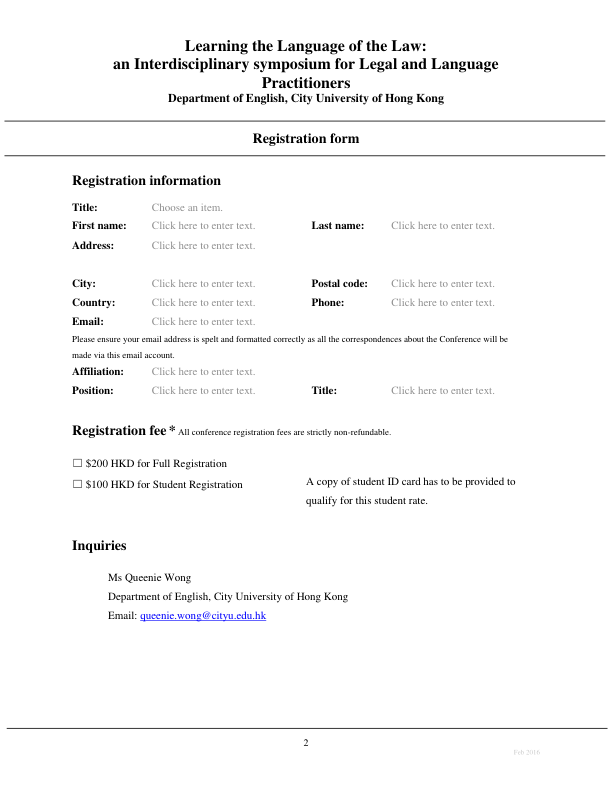 Learning the Language of the Law:
an Interdisciplinary symposium for Legal and Language
Practitioners
Department of English, City University of Hong Kong
Registration form
Registration information
Title: Choose an item.
First name: Click here to enter text. Last name: Click here to enter text.
Address: Click here to enter text.
City: Click here to enter text. Postal code: Click here to enter text.
Country: Click here to enter text. Phone: Click here to enter text.
Email: Click here to enter text.
Please ensure your email address is spelt and formatted correctly as all the correspondences about the Conference will be
made via this email account.
Affiliation: Click here to enter text.
Position: Click here to enter text. Title: Click here to enter text.
Registration fee * All conference registration fees are strictly non-refundable.
☐ $200 HKD for Full Registration
☐ $100 HKD for Student Registration
A copy of student ID card has to be provided to
qualify for this student rate.
Inquiries
Ms Queenie Wong
Department of English, City University of Hong Kong
Email: queenie.wong@cityu.edu.hk
2
Feb 2016